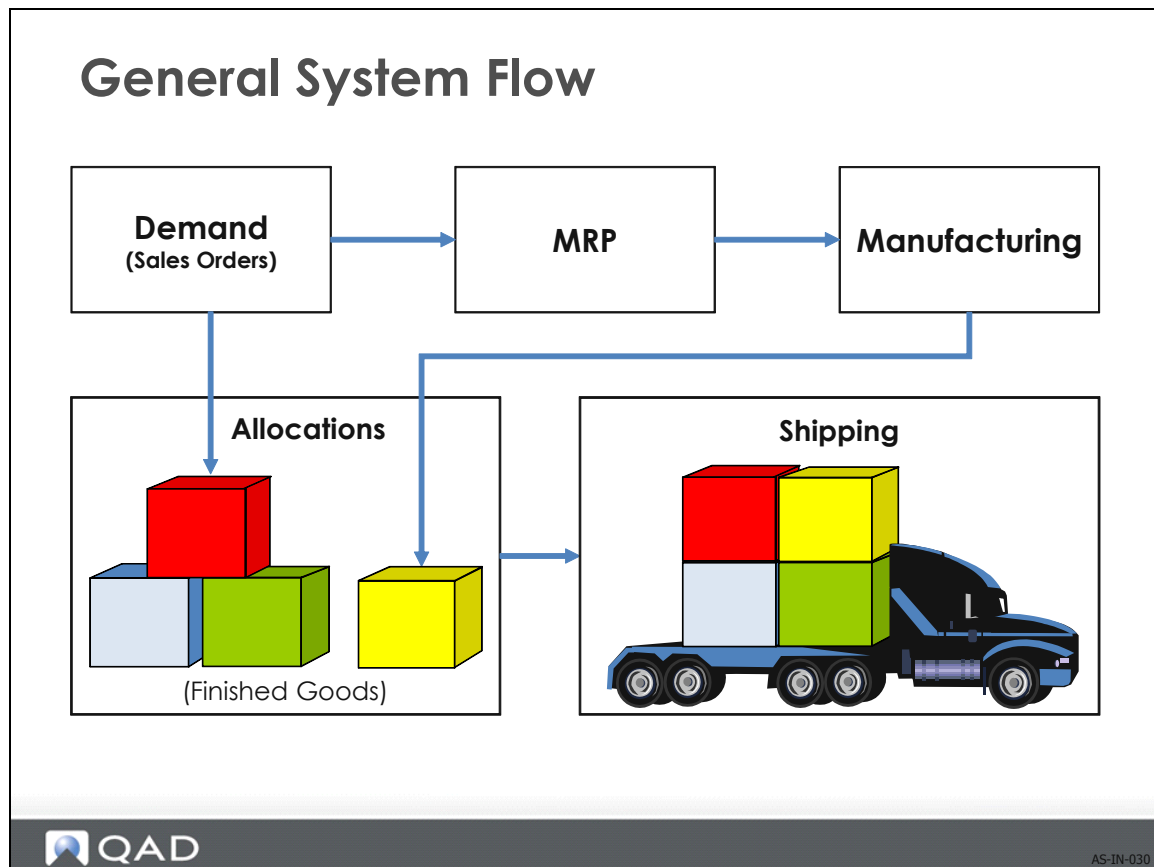 General System Flow
Demand
(Sales Orders)
MRP
Manufacturing
Allocations
(Finished Goods)
Shipping
QAD
AS-IN-030